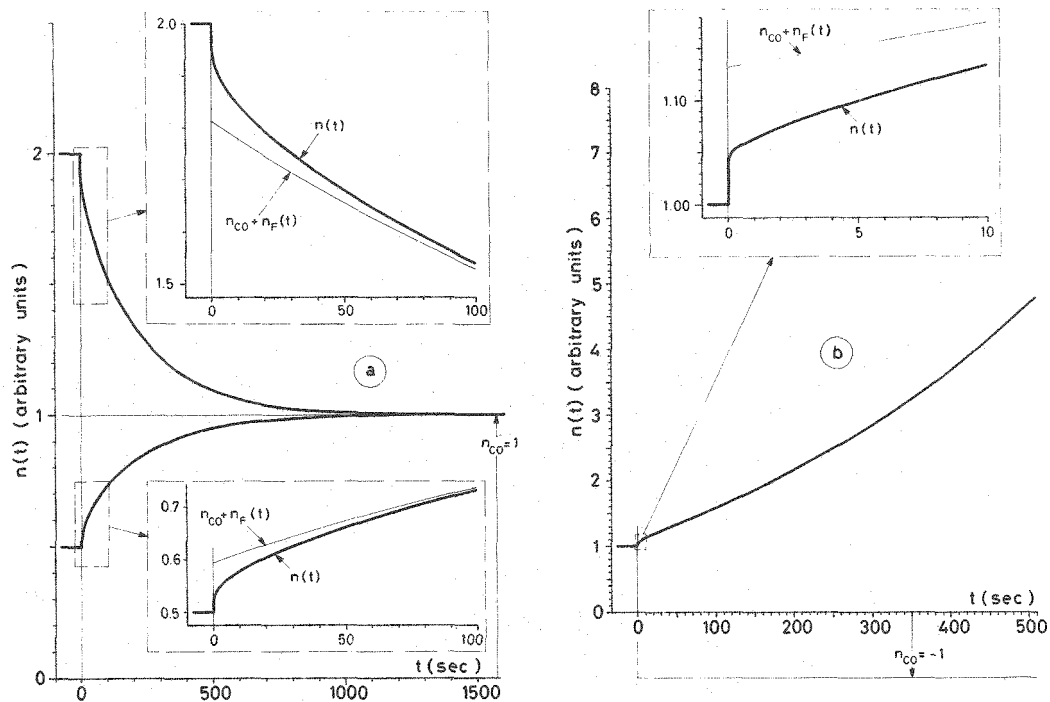 2.0
n(t)
n_CO + n_F(t)
1.5
0
50
100
n(t) (arbitrary units)
2
1
0
a
n_CO = 1
0.7
0.6
0.5
n_CO + n_F(t)
n(t)
0
50
100
t (sec)
0
500
1000
1500
n_CO + n_F(t)
1.10
1.00
n(t)
0
5
10
n(t) (arbitrary units)
8
7
6
5
4
3
2
1
0
b
t (sec)
0
100
200
300
400
500
n_CO = -1